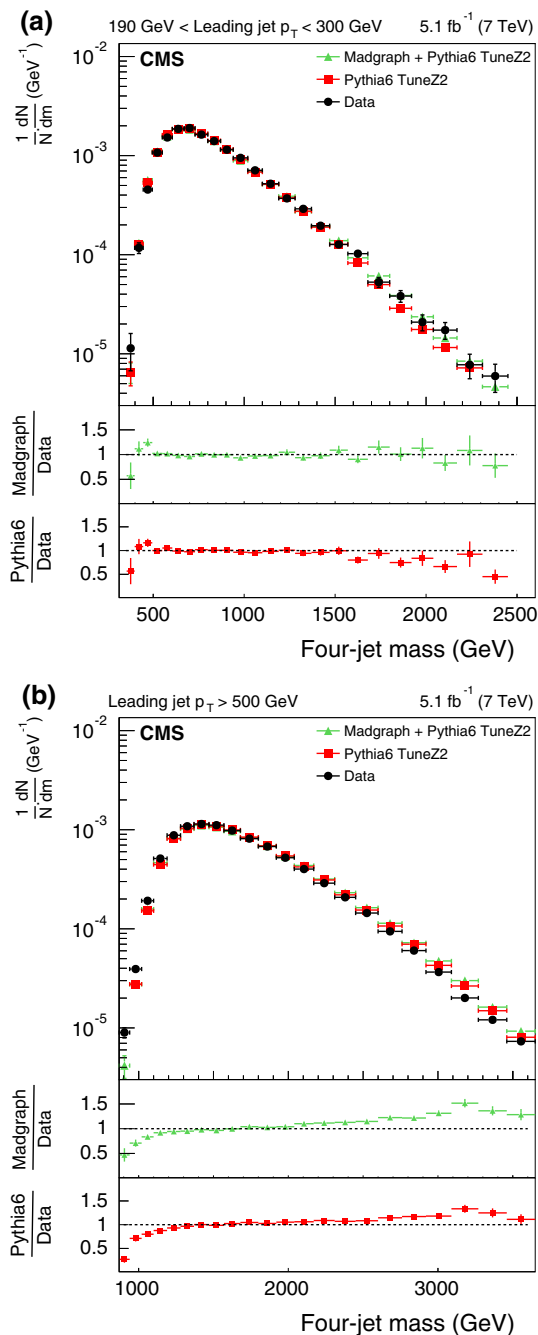 (a)
190 GeV < Leading jet p_T < 300 GeV 5.1 fb⁻¹ (7 TeV)
CMS
Madgraph + Pythia6 TuneZ2
Pythia6 TuneZ2
Data
1 dN
N dm (GeV⁻¹)
10⁻²
10⁻³
10⁻⁴
10⁻⁵
Madgraph
Data
1.5
1
0.5
Pythia6
Data
1.5
1
0.5
500 1000 1500 2000 2500
Four-jet mass (GeV)
(b)
Leading jet p_T > 500 GeV 5.1 fb⁻¹ (7 TeV)
CMS
Madgraph + Pythia6 TuneZ2
Pythia6 TuneZ2
Data
1 dN
N dm (GeV⁻¹)
10⁻²
10⁻³
10⁻⁴
10⁻⁵
Madgraph
Data
1.5
1
0.5
Pythia6
Data
1.5
1
0.5
1000 2000 3000
Four-jet mass (GeV)